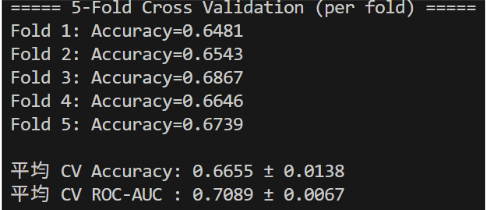 ===== 5-Fold Cross Validation (per fold) =====
Fold 1: Accuracy=0.6481
Fold 2: Accuracy=0.6543
Fold 3: Accuracy=0.6867
Fold 4: Accuracy=0.6646
Fold 5: Accuracy=0.6739
平均 CV Accuracy: 0.6655 ± 0.0138
平均 CV ROC-AUC : 0.7089 ± 0.0067